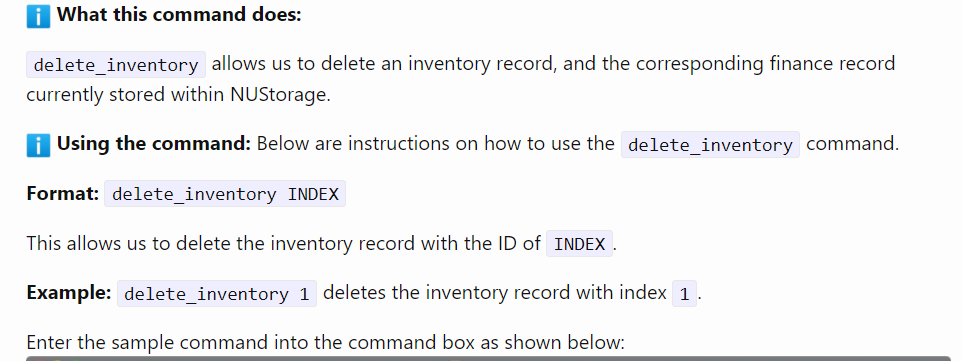 What this command does:
delete_inventory allows us to delete an inventory record, and the corresponding finance record
currently stored within NUStorage.
Using the command: Below are instructions on how to use the delete_inventory command.
Format: delete_inventory INDEX
This allows us to delete the inventory record with the ID of INDEX.
Example: delete_inventory 1 deletes the inventory record with index 1.
Enter the sample command into the command box as shown below: